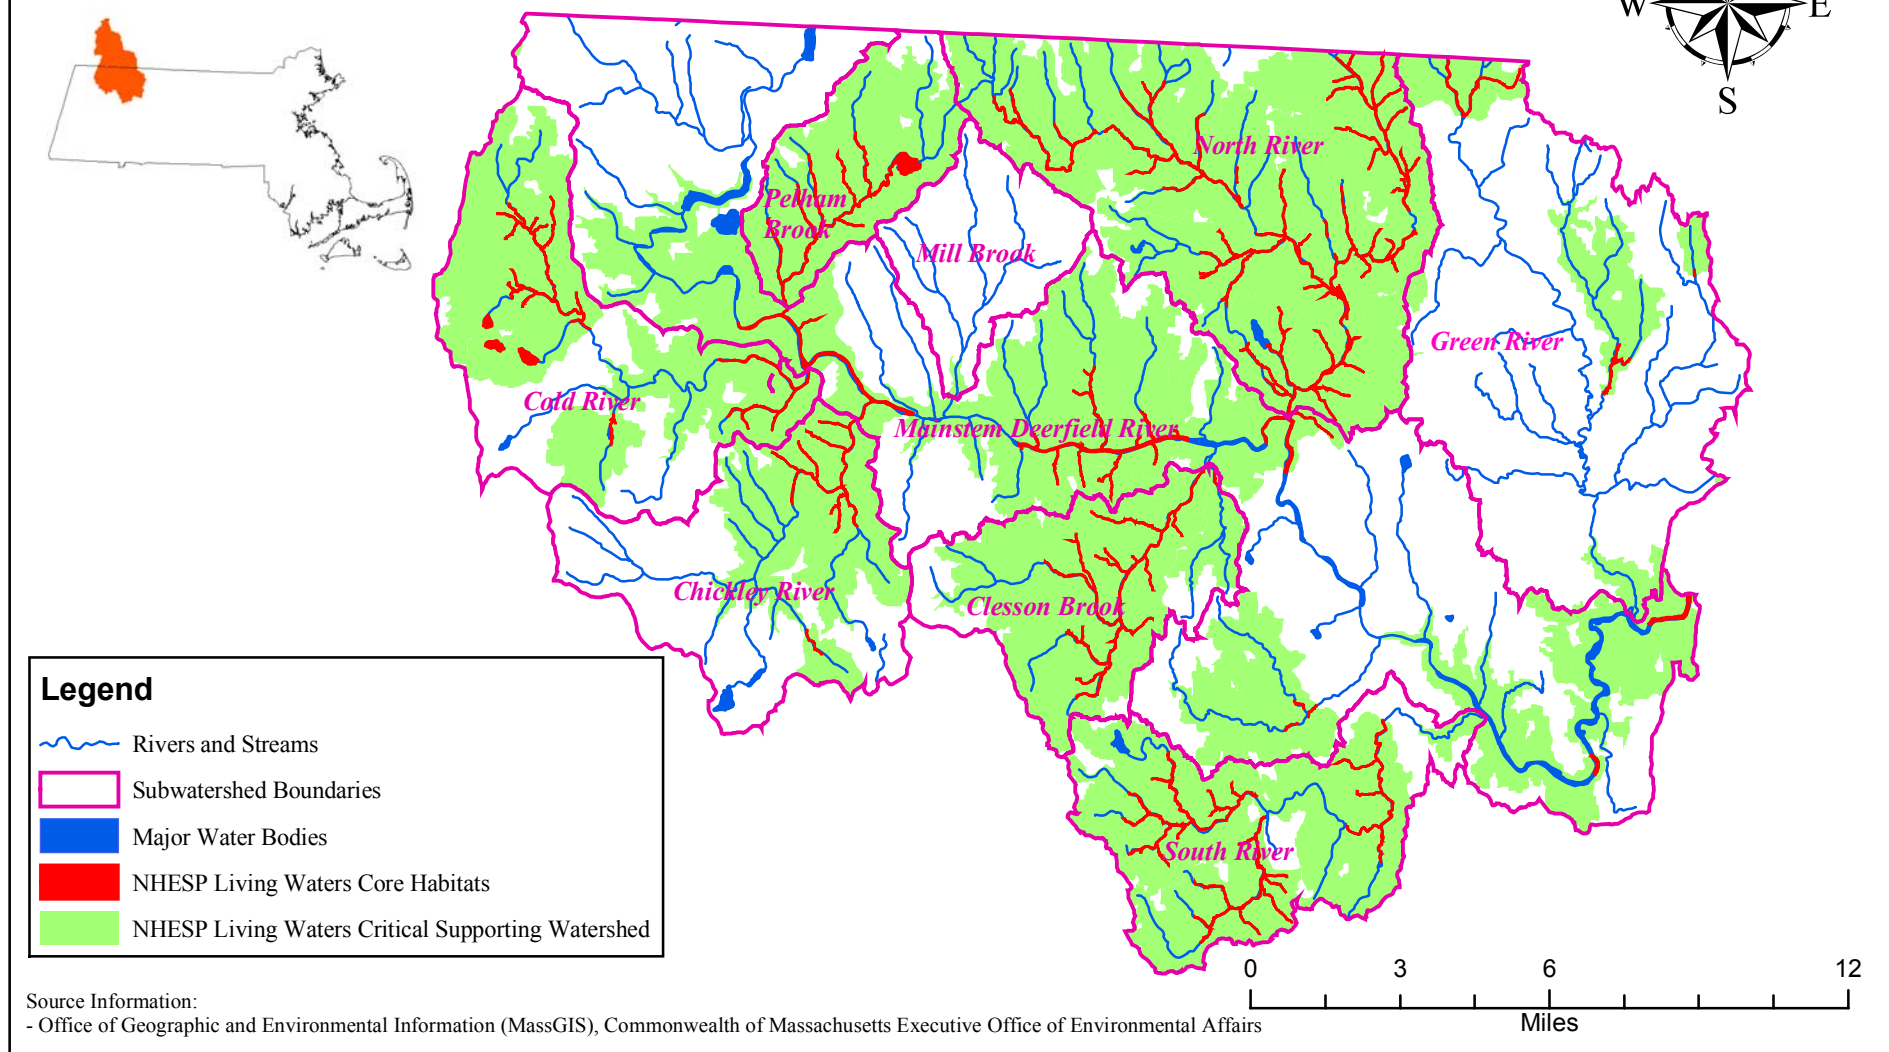 W
E
S
North River
Pelham
Brook
Mill Brook
Green River
Cold River
Mainstem Deerfield River
Chickley River
Clesson Brook
South River
Legend
Rivers and Streams
Subwatershed Boundaries
Major Water Bodies
NHESP Living Waters Core Habitats
NHESP Living Waters Critical Supporting Watershed
0 3 6 12
Miles
Source Information:
- Office of Geographic and Environmental Information (MassGIS), Commonwealth of Massachusetts Executive Office of Environmental Affairs